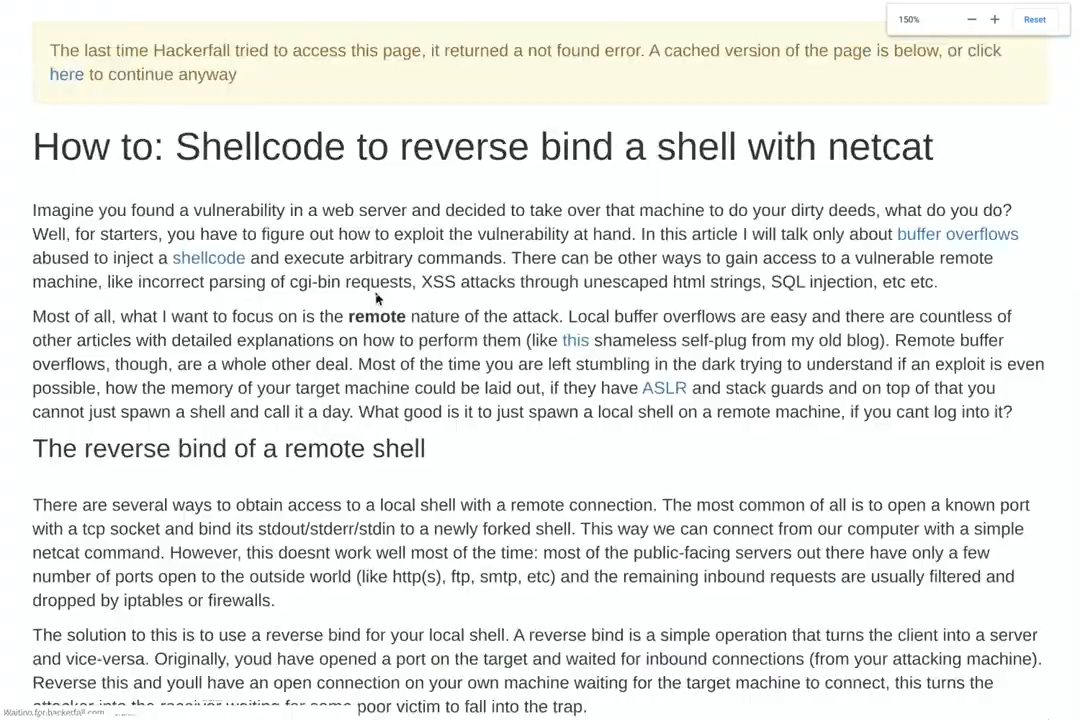 150%
Reset
The last time Hackerfall tried to access this page, it returned a not found error. A cached version of the page is below, or click
here to continue anyway
How to: Shellcode to reverse bind a shell with netcat
Imagine you found a vulnerability in a web server and decided to take over that machine to do your dirty deeds, what do you do?
Well, for starters, you have to figure out how to exploit the vulnerability at hand. In this article I will talk only about buffer overflows
abused to inject a shellcode and execute arbitrary commands. There can be other ways to gain access to a vulnerable remote
machine, like incorrect parsing of cgi-bin requests, XSS attacks through unescaped html strings, SQL injection, etc etc.
Most of all, what I want to focus on is the remote nature of the attack. Local buffer overflows are easy and there are countless of
other articles with detailed explanations on how to perform them (like this shameless self-plug from my old blog). Remote buffer
overflows, though, are a whole other deal. Most of the time you are left stumbling in the dark trying to understand if an exploit is even
possible, how the memory of your target machine could be laid out, if they have ASLR and stack guards and on top of that you
cannot just spawn a shell and call it a day. What good is it to just spawn a local shell on a remote machine, if you cant log into it?
The reverse bind of a remote shell
There are several ways to obtain access to a local shell with a remote connection. The most common of all is to open a known port
with a tcp socket and bind its stdout/stderr/stdin to a newly forked shell. This way we can connect from our computer with a simple
netcat command. However, this doesnt work well most of the time: most of the public-facing servers out there have only a few
number of ports open to the outside world (like http(s), ftp, smtp, etc) and the remaining inbound requests are usually filtered and
dropped by iptables or firewalls.
The solution to this is to use a reverse bind for your local shell. A reverse bind is a simple operation that turns the client into a server
and vice-versa. Originally, youd have opened a port on the target and waited for inbound connections (from your attacking machine).
Reverse this and youll have an open connection on your own machine waiting for the target machine to connect, this turns the
attacker into the receiver waiting for some poor victim to fall into the trap.
Waiting for hackerfall.com